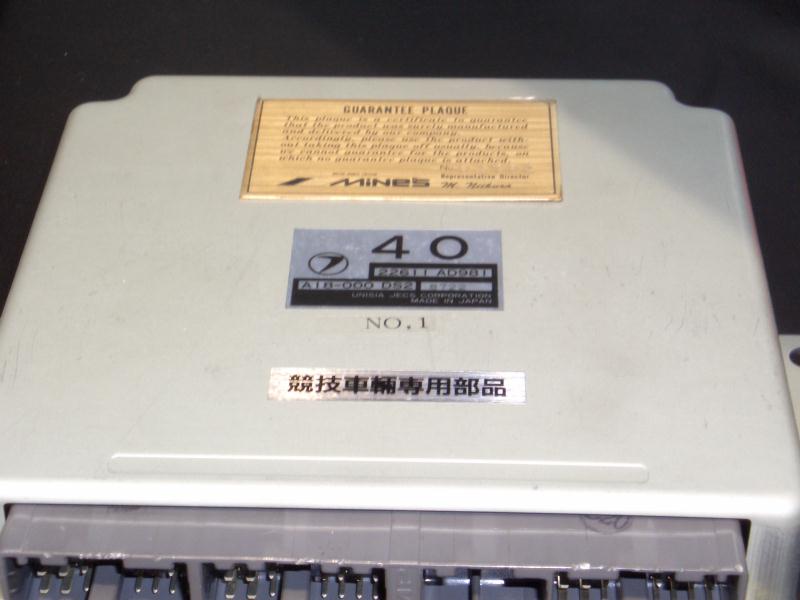 GUARANTEE PLAQUE
This plaque is a certificate to guarantee
that the product was surely manufactured
and delivered by our company.
Accordingly, please use the product with-
out taking this plaque off usually, because
we cannot guarantee for the products, on
which no guarantee plaque is attached.
MINE'S
Representative Director
40
22611 AD981
A18-000 DS2
UNISIA JECS CORPORATION
MADE IN JAPAN
NO.1
競技車輛専用部品